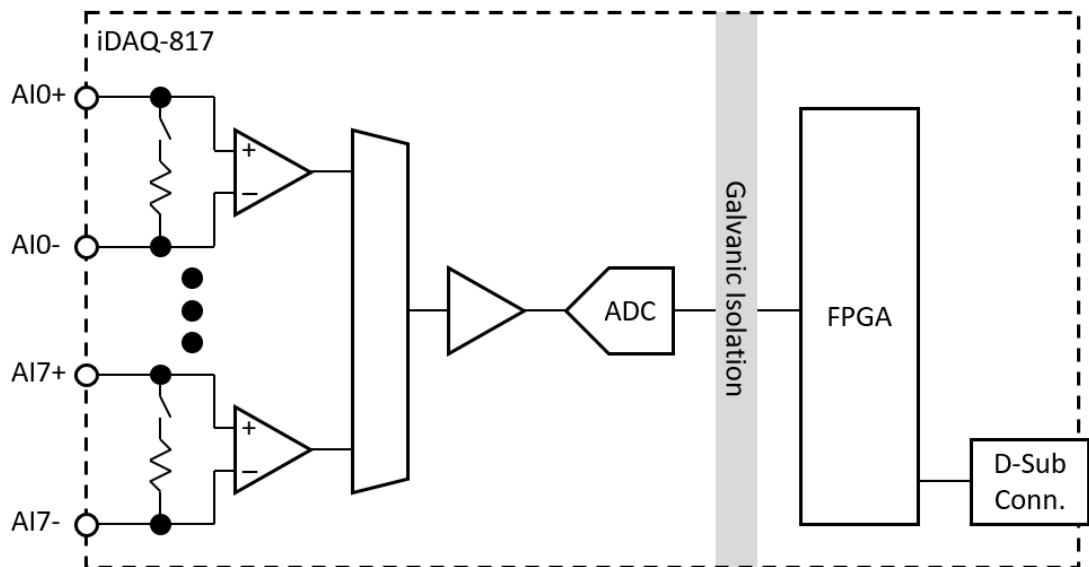 iDAQ-817
AI0+
+
−
AI0-
Galvanic Isolation
ADC
FPGA
AI7+
+
−
AI7-
D-Sub
Conn.